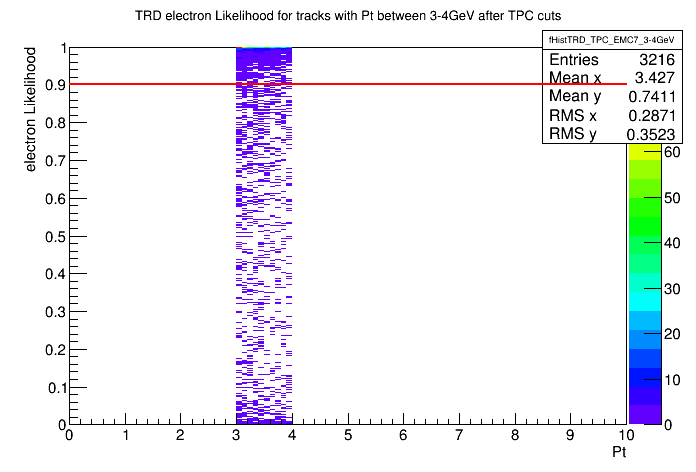 TRD electron Likelihood for tracks with Pt between 3-4GeV after TPC cuts
fHistTRD_TPC_EMC7_3-4GeV
Entries 3216
Mean x 3.427
Mean y 0.7411
RMS x 0.2871
RMS y 0.3523
electron Likelihood
1
0.9
0.8
0.7
0.6
0.5
0.4
0.3
0.2
0.1
0
0 1 2 3 4 5 6 7 8 9 10
Pt
60
50
40
30
20
10
0